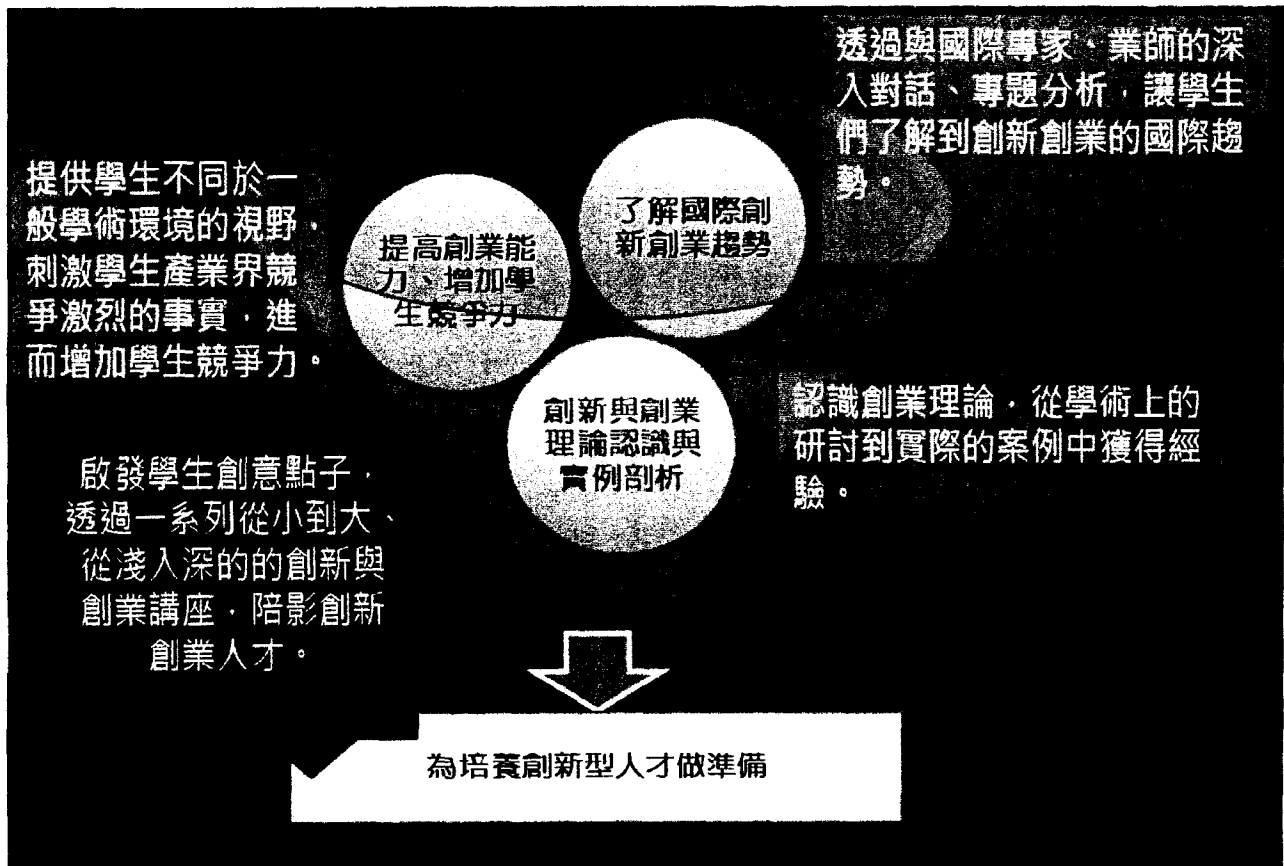 透過與國際專家、業師的深
入對話、專題分析，讓學生
們了解到創新創業的國際趨
勢。
提供學生不同於一
般學術環境的視野，
刺激學生產業界競
爭激烈的事實，進
而增加學生競爭力。
提高創業能
力、增加學
生競爭力
了解國際創
新創業趨勢
創新與創業
理論認識與
實例剖析
認識創業理論，從學術上的
研討到實際的案例中獲得經
驗。
啟發學生創意點子，
透過一系列從小到大、
從淺入深的的創新與
創業講座，陪影創新
創業人才。
為培養創新型人才做準備